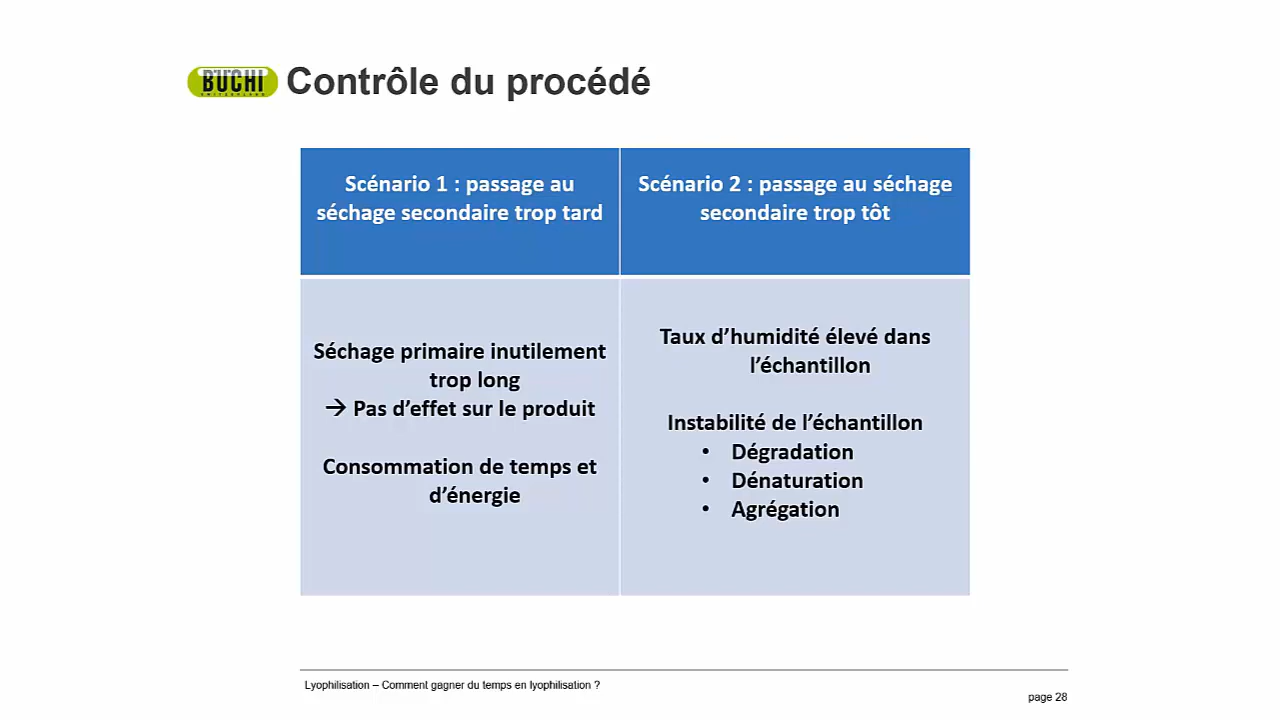 BUCHI
SWITZERLAND
Contrôle du procédé
Scénario 1 : passage au
séchage secondaire trop tard
Scénario 2 : passage au séchage
secondaire trop tôt
Séchage primaire inutilement
trop long
→ Pas d’effet sur le produit
Consommation de temps et
d’énergie
Taux d’humidité élevé dans
l’échantillon
Instabilité de l’échantillon
• Dégradation
• Dénaturation
• Agrégation
Lyophilisation – Comment gagner du temps en lyophilisation ?
page 28